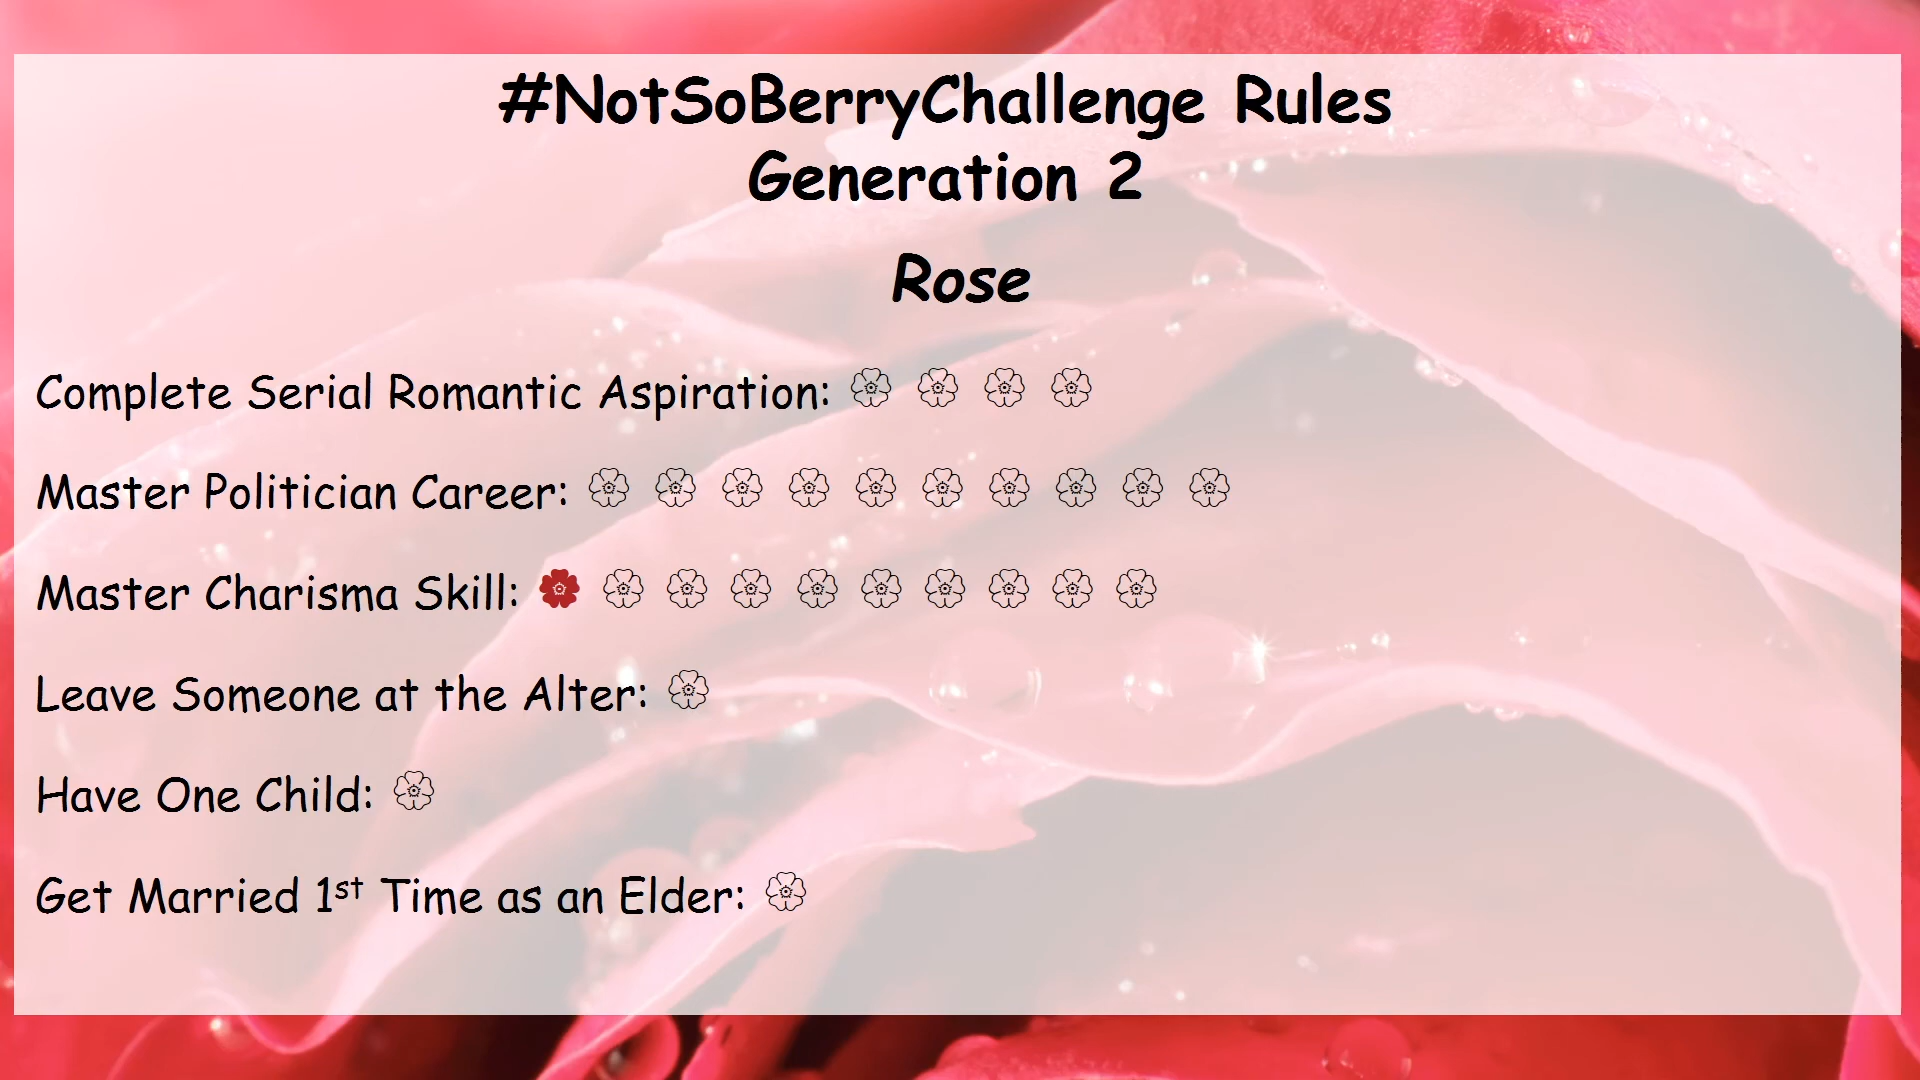 #NotSoBerryChallenge Rules
Generation 2
Rose
Complete Serial Romantic Aspiration:
Master Politician Career:
Master Charisma Skill:
Leave Someone at the Alter:
Have One Child:
Get Married 1st Time as an Elder: